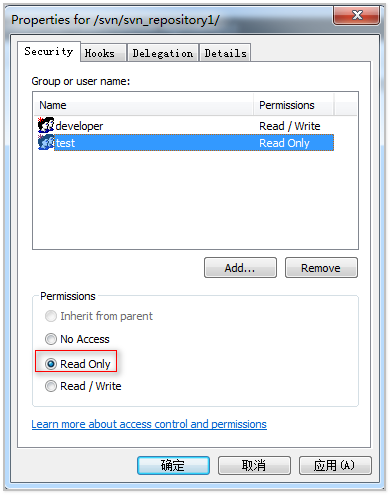 Properties for /svn/svn_repository1/
Security Hooks Delegation Details
Group or user name:
Name Permissions
developer Read / Write
test Read Only
Add... Remove
Permissions
Inherit from parent
No Access
Read Only
Read / Write
Learn more about access control and permissions
确定 取消 应用(A)